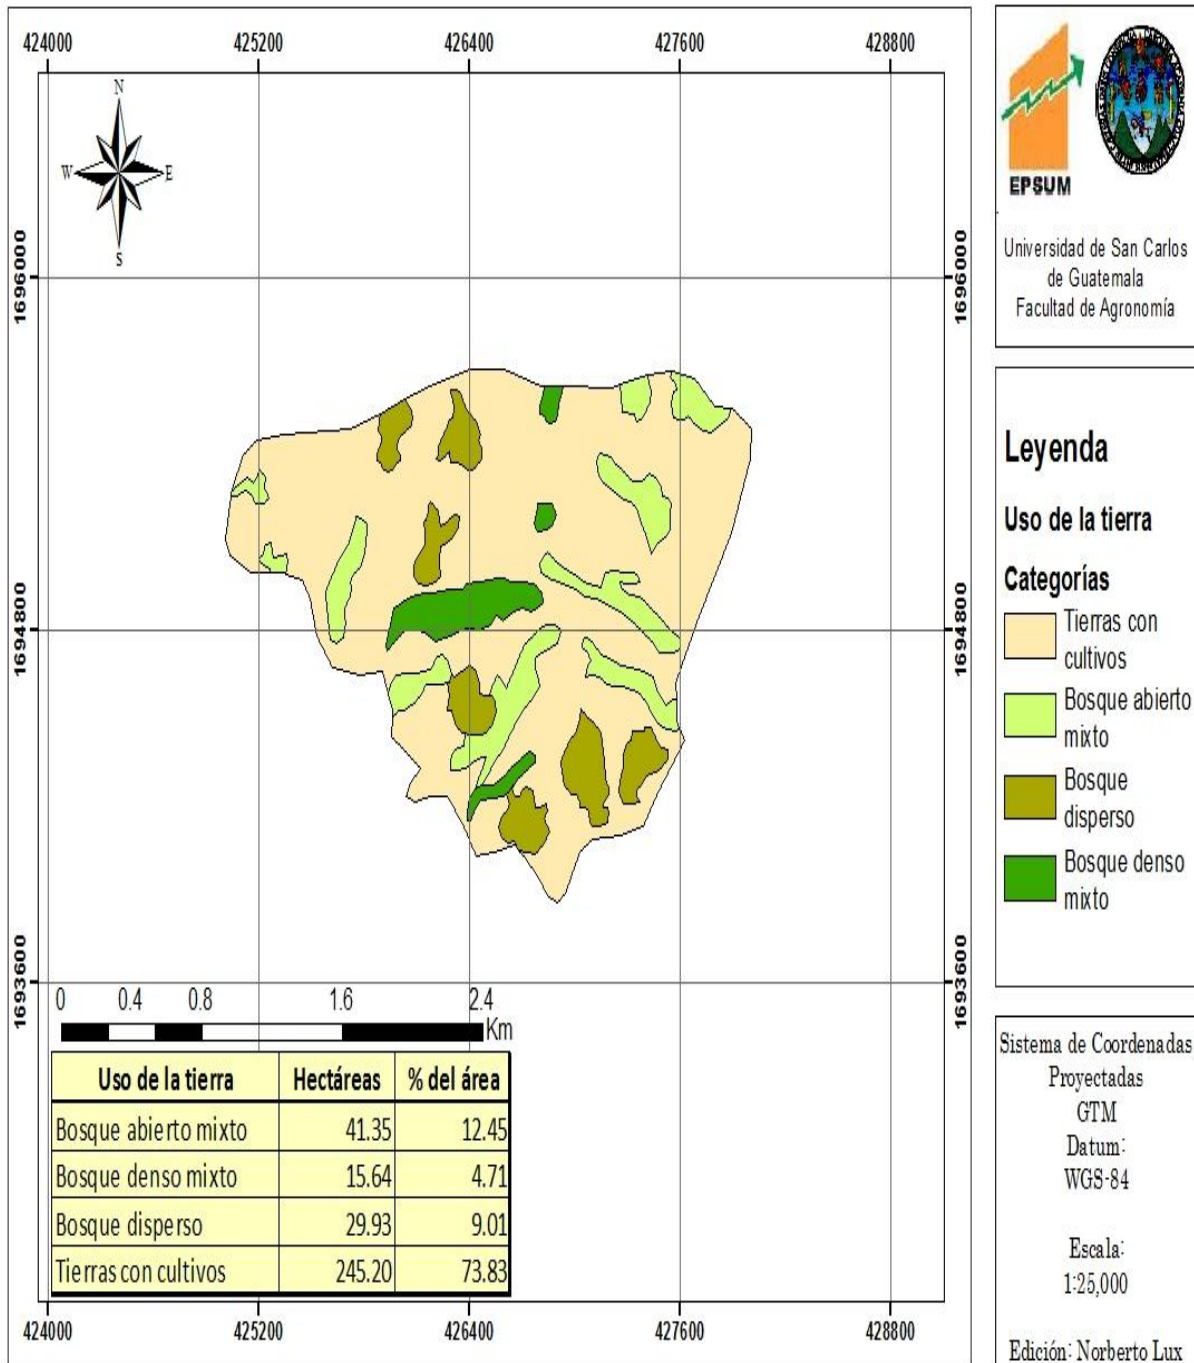 424000 425200 426400 427600 428800
N
W E
S
1696000 1696000
1694800 1694800
1693600 1693600
0 0.4 0.8 1.6 2.4
Km
Uso de la tierra Hectáreas % del área
Bosque abierto mixto 41.35 12.45
Bosque denso mixto 15.64 4.71
Bosque disperso 29.93 9.01
Tierras con cultivos 245.20 73.83
424000 425200 426400 427600 428800
EPSUM
Universidad de San Carlos
de Guatemala
Facultad de Agronomía
Leyenda
Uso de la tierra
Categorías
Tierras con
cultivos
Bosque abierto
mixto
Bosque
disperso
Bosque denso
mixto
Sistema de Coordenadas
Proyectadas
GTM
Datum:
WGS-84
Escala:
1:25,000
Edición: Norberto Lux